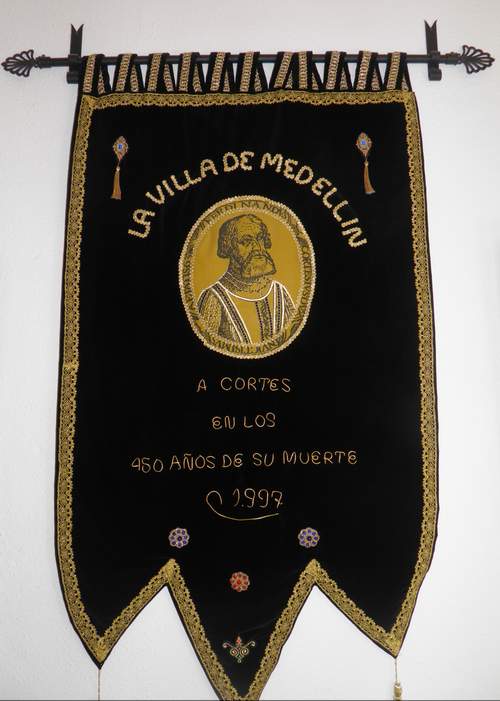 LA VILLA DE MEDELLIN
A CORTES
EN LOS
450 AÑOS DE SU MUERTE
1.997